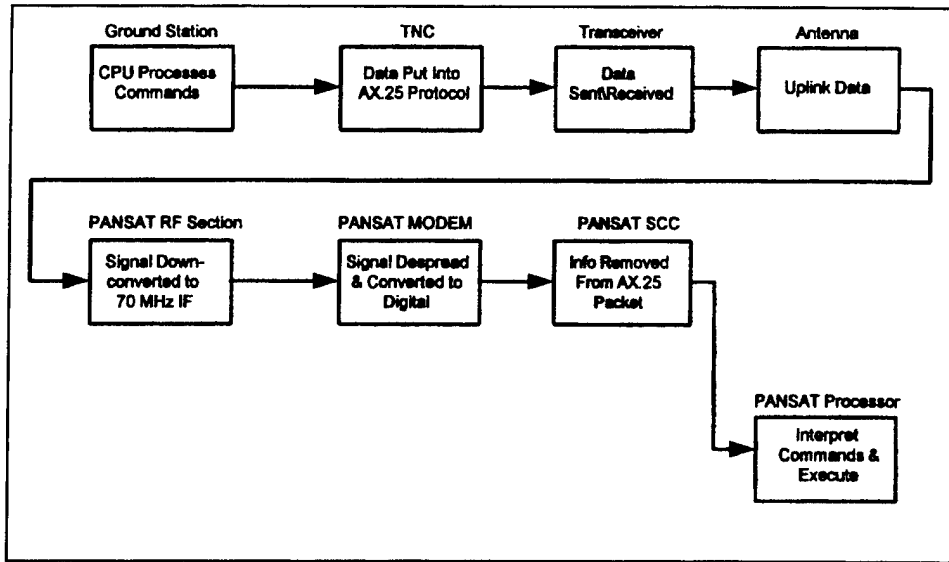 Ground Station
CPU Processes
Commands
TNC
Data Put Into
AX.25 Protocol
Transceiver
Data
Sent\Received
Antenna
Uplink Data
PANSAT RF Section
Signal Down-
converted to
70 MHz IF
PANSAT MODEM
Signal Despread
& Converted to
Digital
PANSAT SCC
Info Removed
From AX.25
Packet
PANSAT Processor
Interpret
Commands &
Execute